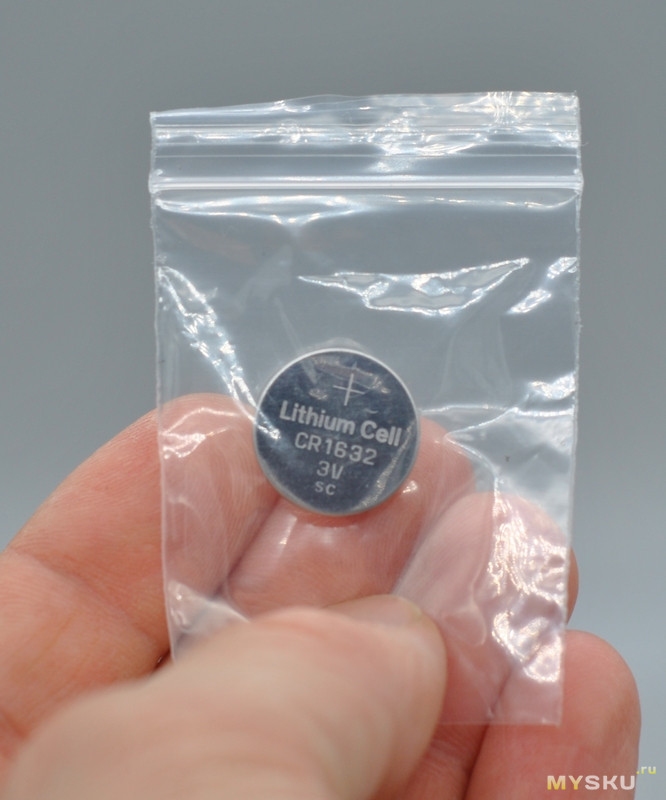 +
Lithium Cell
CR1632
3V
SC
MYSKU.ru